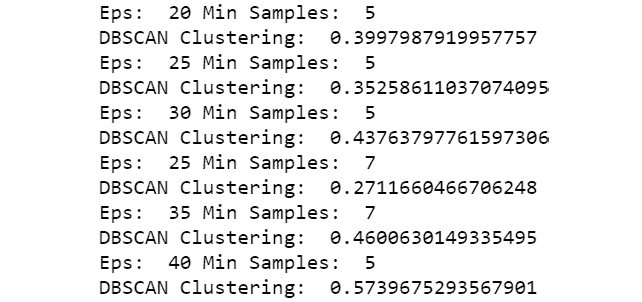 Eps:  20 Min Samples:  5
DBSCAN Clustering:  0.3997987919957757
Eps:  25 Min Samples:  5
DBSCAN Clustering:  0.35258611037074095
Eps:  30 Min Samples:  5
DBSCAN Clustering:  0.43763797761597306
Eps:  25 Min Samples:  7
DBSCAN Clustering:  0.2711660466706248
Eps:  35 Min Samples:  7
DBSCAN Clustering:  0.4600630149335495
Eps:  40 Min Samples:  5
DBSCAN Clustering:  0.5739675293567901